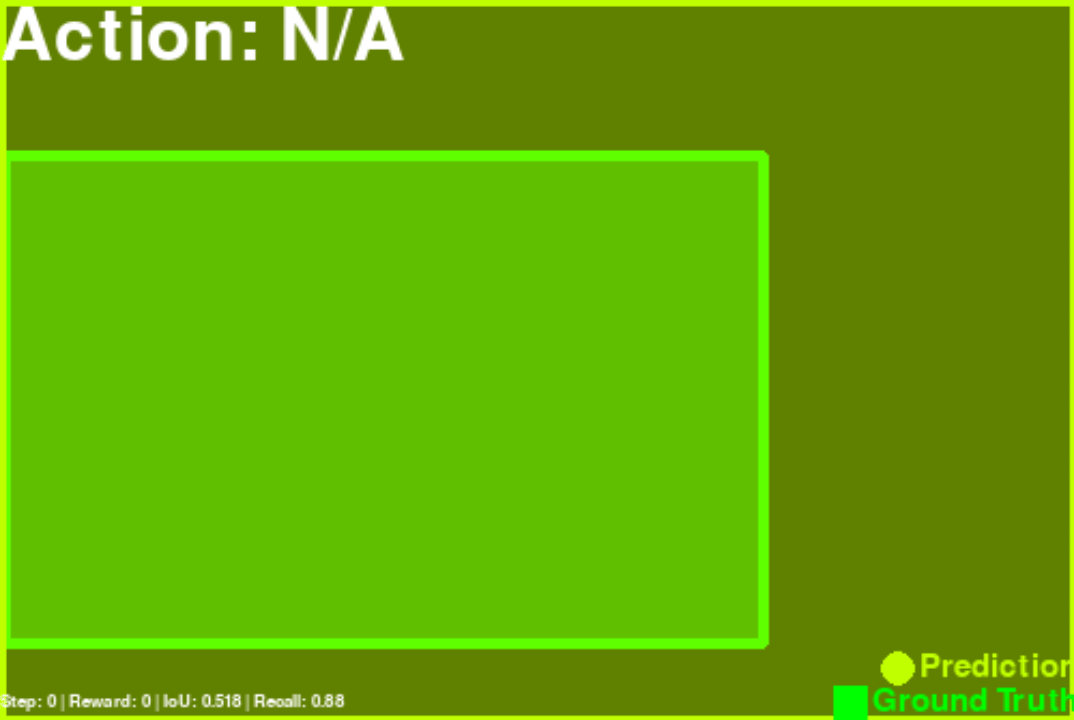 Action: N/A
Prediction
Ground Truth
Step: 0 | Reward: 0 | IoU: 0.518 | Recall: 0.88